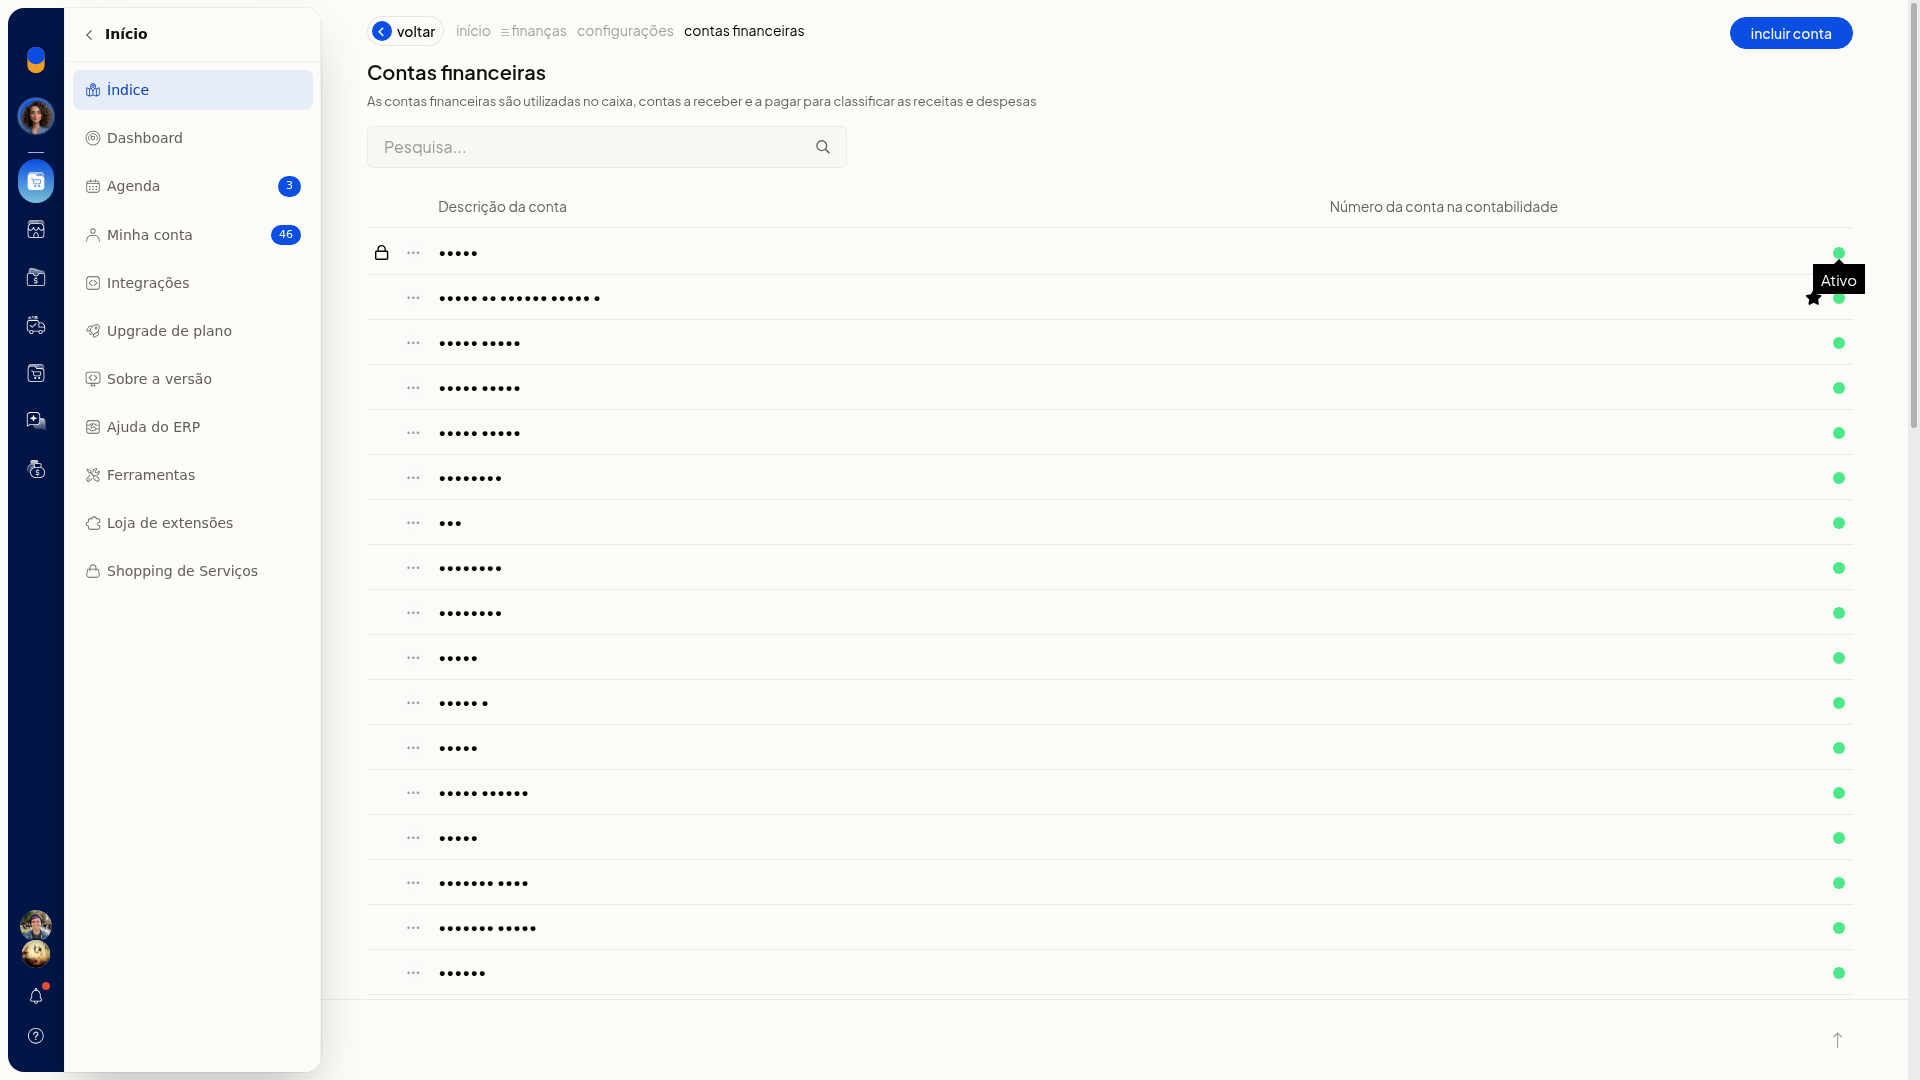 Início
Índice
Dashboard
Agenda 3
Minha conta 46
Integrações
Upgrade de plano
Sobre a versão
Ajuda do ERP
Ferramentas
Loja de extensões
Shopping de Serviços
voltar início finanças configurações contas financeiras
incluir conta
Contas financeiras
As contas financeiras são utilizadas no caixa, contas a receber e a pagar para classificar as receitas e despesas
Pesquisa...
Descrição da conta Número da conta na contabilidade
•••••
Ativo
••••• •• •••••• ••••• •
••••• •••••
••••• •••••
••••• •••••
••••••••
•••
••••••••
••••••••
•••••
••••• •
•••••
••••• ••••••
•••••
••••••• ••••
••••••• •••••
••••••